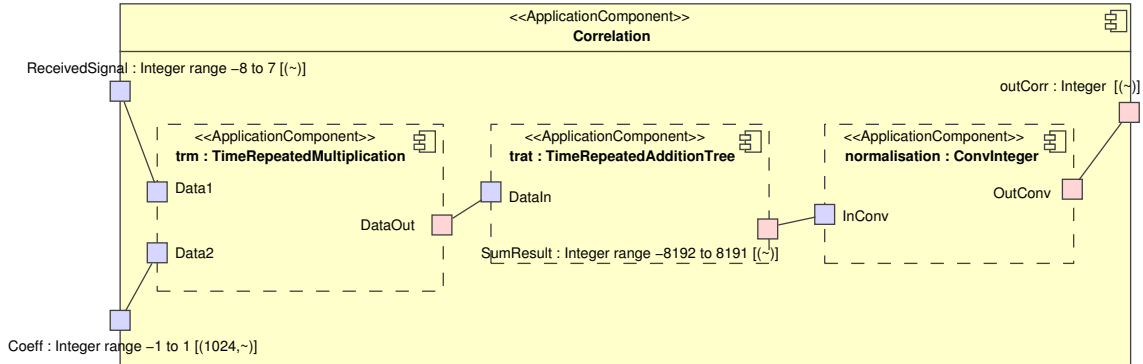 <<ApplicationComponent>>
Correlation
ReceivedSignal : Integer range −8 to 7 [(~)]
outCorr : Integer [(~)]
<<ApplicationComponent>>
trm : TimeRepeatedMultiplication
<<ApplicationComponent>>
trat : TimeRepeatedAdditionTree
<<ApplicationComponent>>
normalisation : ConvInteger
Data1
DataIn
OutConv
InConv
DataOut
Data2
SumResult : Integer range −8192 to 8191 [(~)]
Coeff : Integer range −1 to 1 [(1024,~)]